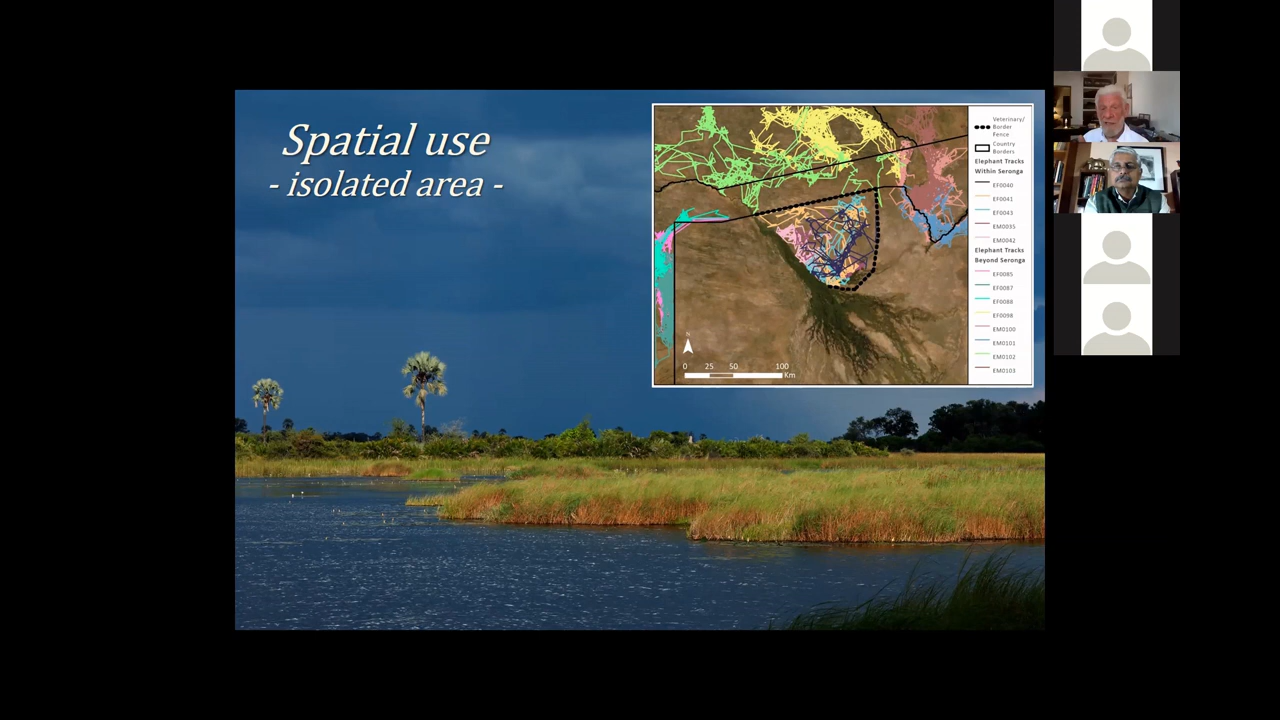 Spatial use
- isolated area -
Veterinary/
Border
Fence
Country
Borders
Elephant Tracks
Within Seronga
EF0040
EF0041
EF0043
EM0035
EM0042
Elephant Tracks
Beyond Seronga
EF0085
EF0087
EF0088
EF0098
EM0100
EM0101
EM0102
EM0103
N
0 25 50 100
Km